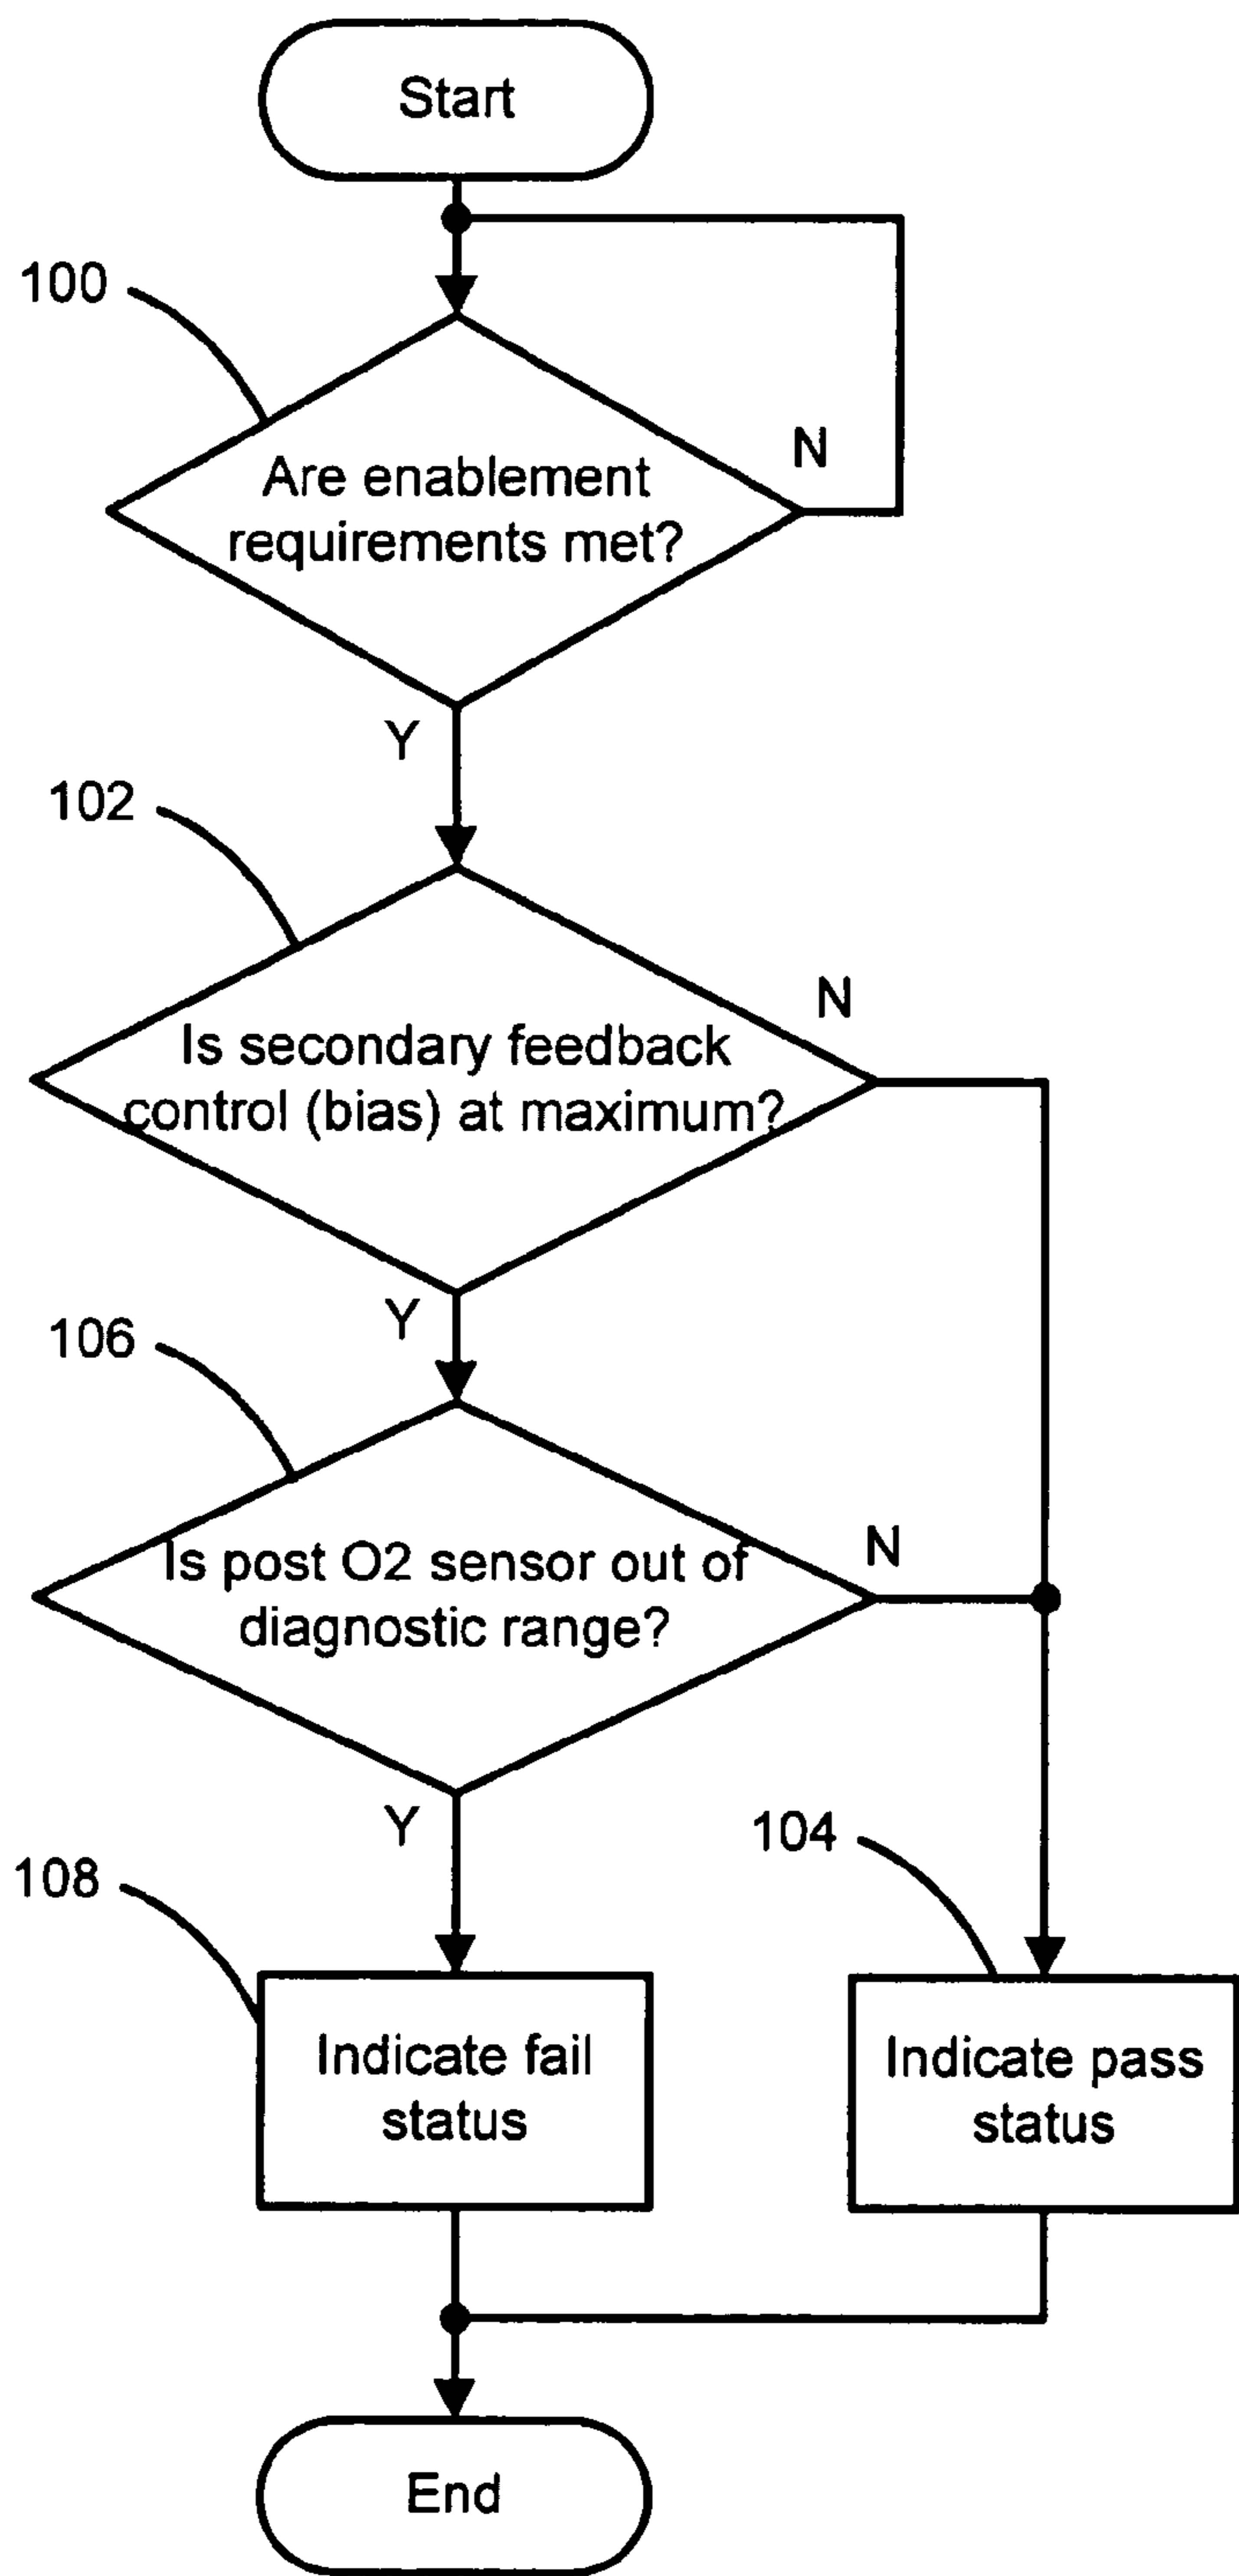 Start
100
Are enablement
requirements met?
N
Y
102
Is secondary feedback
control (bias) at maximum?
N
Y
106
Is post O2 sensor out of
diagnostic range?
N
Y
104
108
Indicate fail
status
Indicate pass
status
End